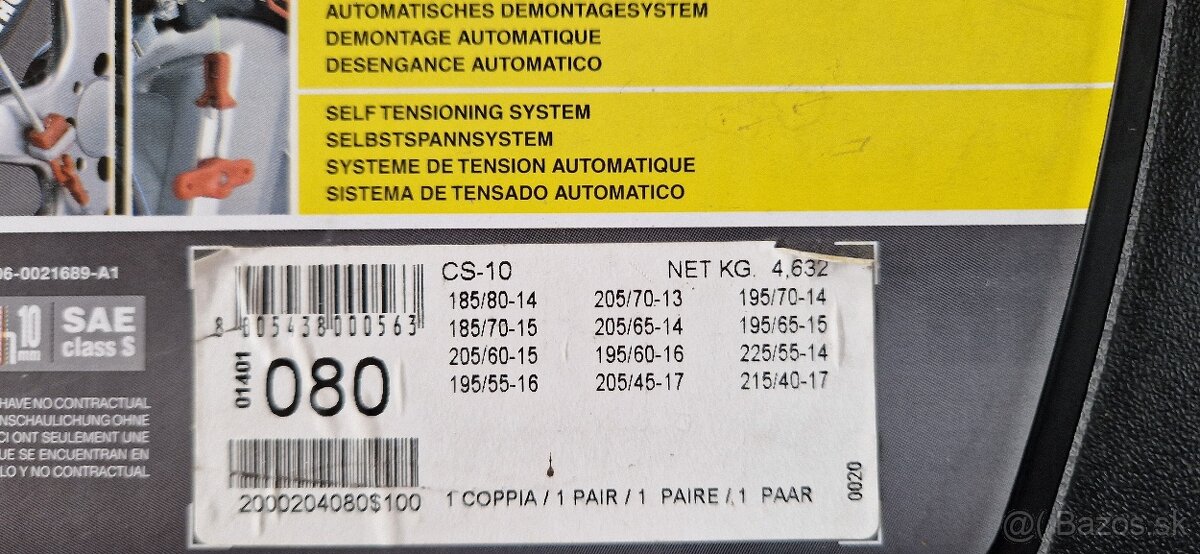 AUTOMATISCHES DEMONTAGESYSTEM
DEMONTAGE AUTOMATIQUE
DESENGANCE AUTOMATICO
SELF TENSIONING SYSTEM
SELBSTSPANNSYSTEM
SYSTEME DE TENSION AUTOMATIQUE
SISTEMA DE TENSADO AUTOMATICO
06-0021689-A1
10 mm
SAE class S
HAVE NO CONTRACTUAL
NSCHAULICHUNG OHNE
CI ONT SEULEMENT UNE
UE SE ENCUENTRAN EN
LO Y NO CONTRACTUAL
8 005438 000563
01401
080
2000204080$100
CS-10 NET KG. 4,632
185/80-14 205/70-13 195/70-14
185/70-15 205/65-14 195/65-15
205/60-15 195/60-16 225/55-14
195/55-16 205/45-17 215/40-17
1 COPPIA / 1 PAIR / 1 PAIRE / 1 PAAR
0020
@(Bazos.sk